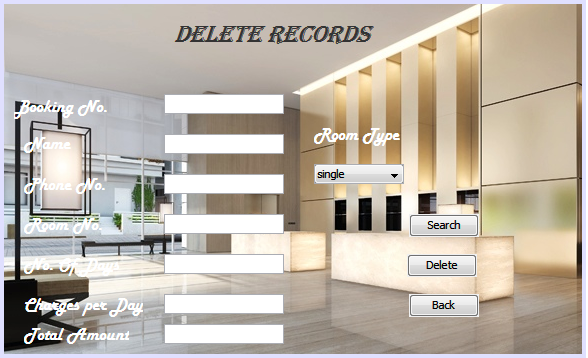 DELETE RECORDS
Booking No.
Name
Room Type
single
Phone No.
Room No.
Search
No. Of Days
Delete
Charges per Day
Back
Total Amount